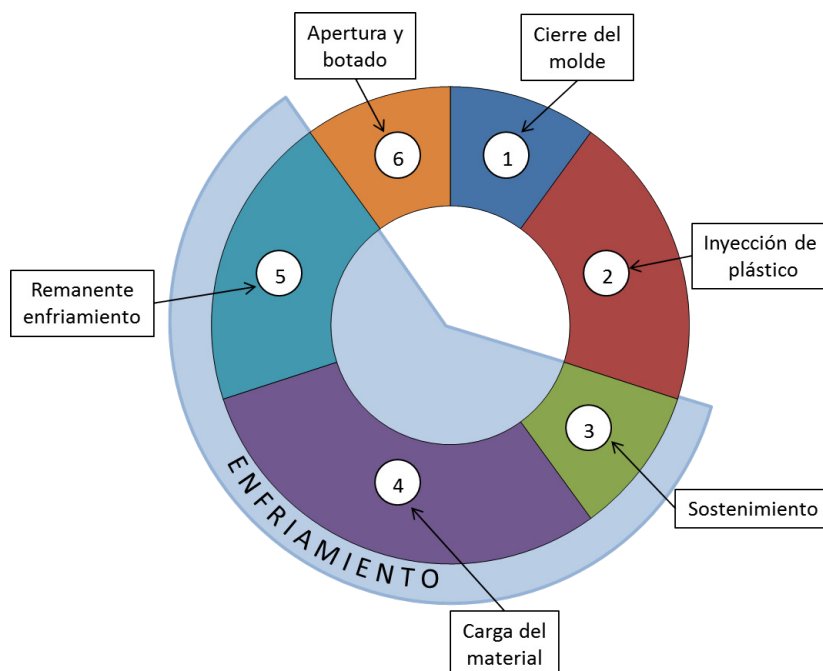 Apertura y
botado
6
Cierre del
molde
1
Inyección de
plástico
2
Sostenimiento
3
Carga del
material
4
Remanente
enfriamiento
5
ENFRIAMIENTO